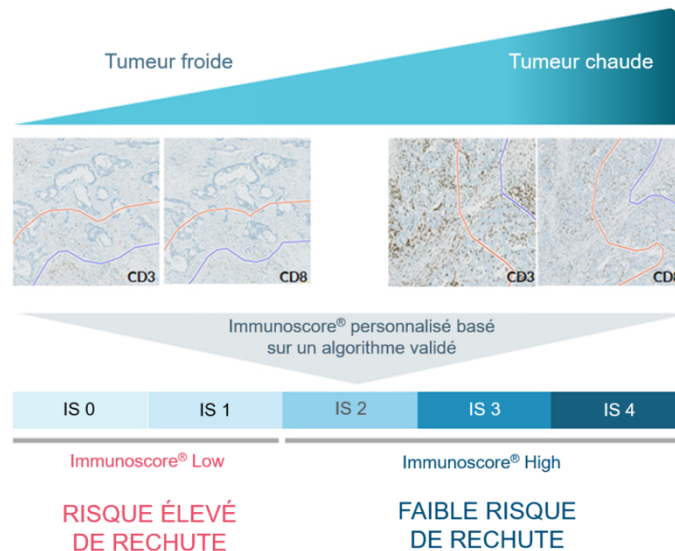 Tumeur froide
Tumeur chaude
CD3
CD8
CD3
CD8
Immunoscore® personnalisé basé
sur un algorithme validé
IS 0
IS 1
IS 2
IS 3
IS 4
Immunoscore® Low
Immunoscore® High
RISQUE ÉLEVÉ
DE RECHUTE
FAIBLE RISQUE
DE RECHUTE